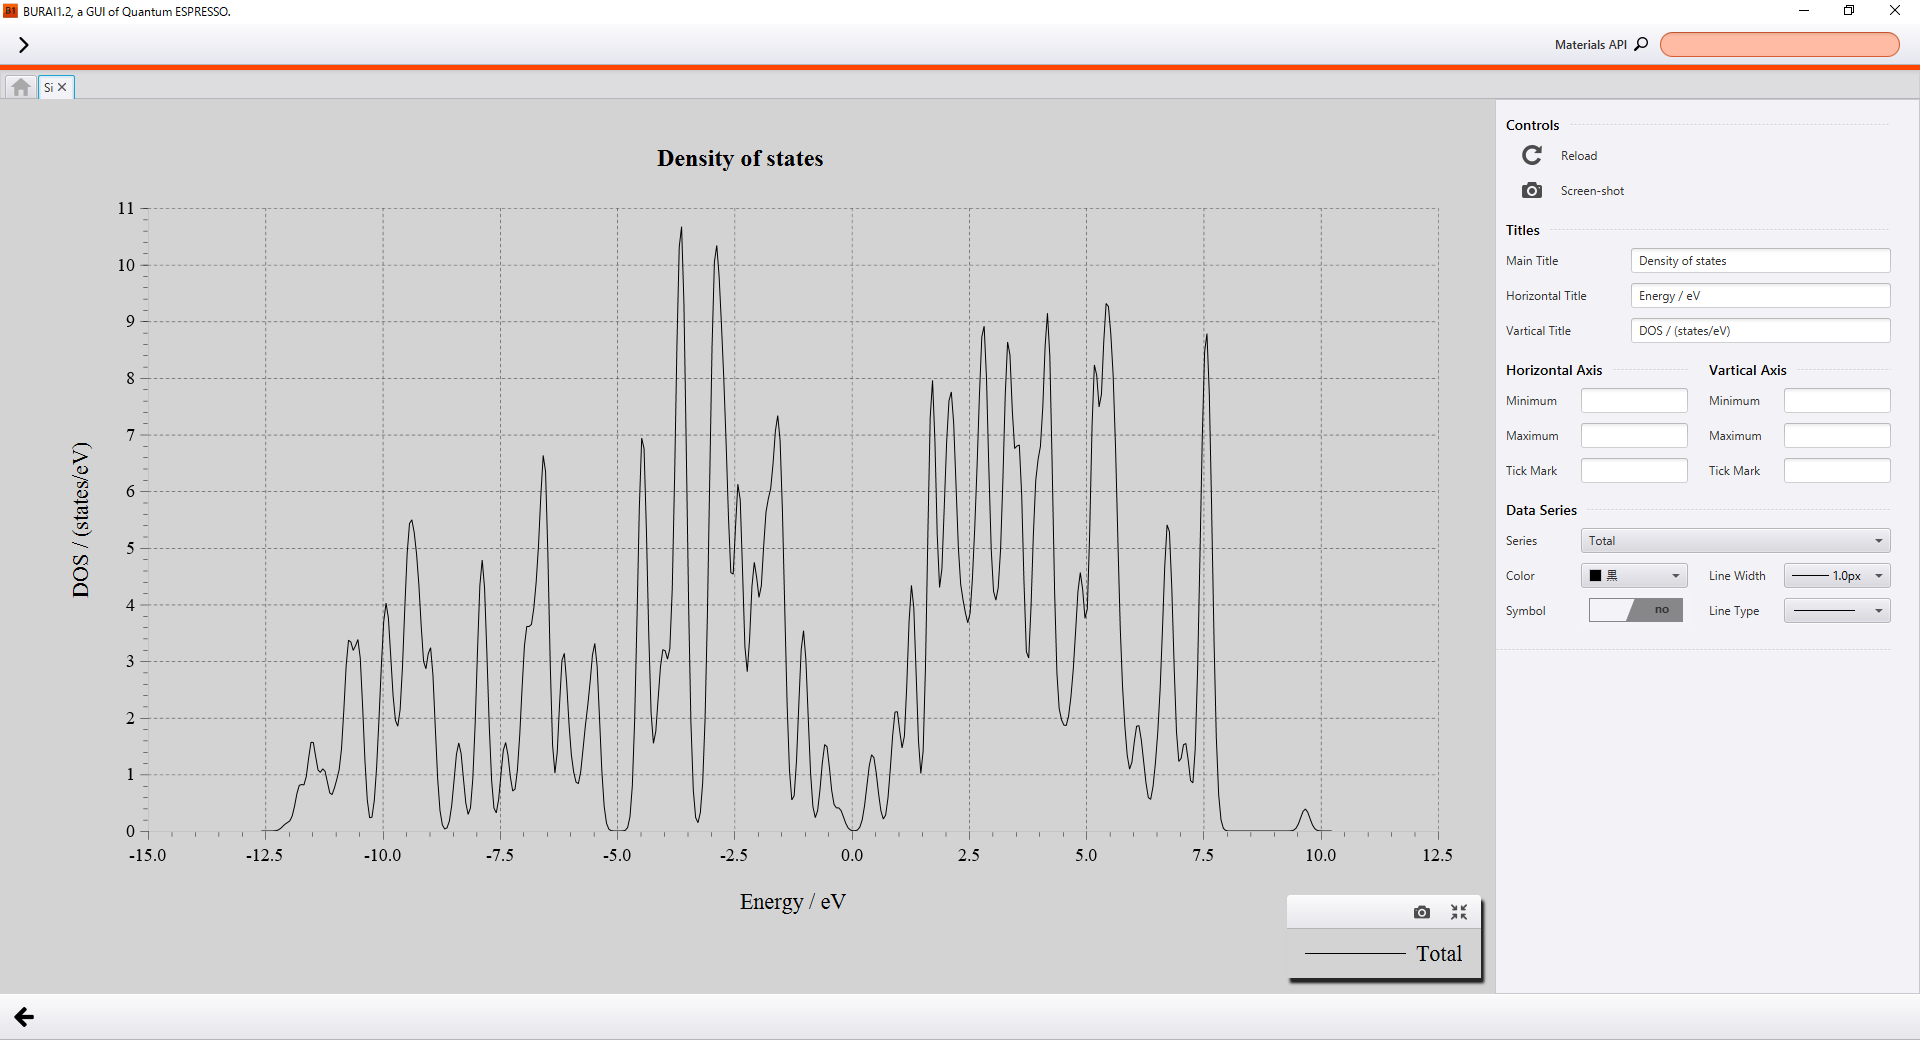 BURAI1.2, a GUI of Quantum ESPRESSO.
Materials API
Si
Density of states
DOS / (states/eV)
11
10
9
8
7
6
5
4
3
2
1
0
-15.0 -12.5 -10.0 -7.5 -5.0 -2.5 0.0 2.5 5.0 7.5 10.0 12.5
Energy / eV
Total
Controls
Reload
Screen-shot
Titles
Main Title Density of states
Horizontal Title Energy / eV
Vartical Title DOS / (states/eV)
Horizontal Axis Vartical Axis
Minimum Minimum
Maximum Maximum
Tick Mark Tick Mark
Data Series
Series Total
Color 黒 Line Width 1.0px
Symbol no Line Type